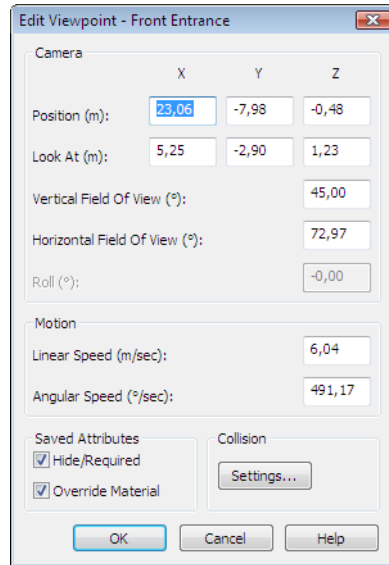 Edit Viewpoint - Front Entrance
Camera
X Y Z
Position (m): 23,06 -7,98 -0,48
Look At (m): 5,25 -2,90 1,23
Vertical Field Of View (°): 45,00
Horizontal Field Of View (°): 72,97
Roll (°): -0,00
Motion
Linear Speed (m/sec): 6,04
Angular Speed (°/sec): 491,17
Saved Attributes Collision
Hide/Required
Settings...
Override Material
OK Cancel Help